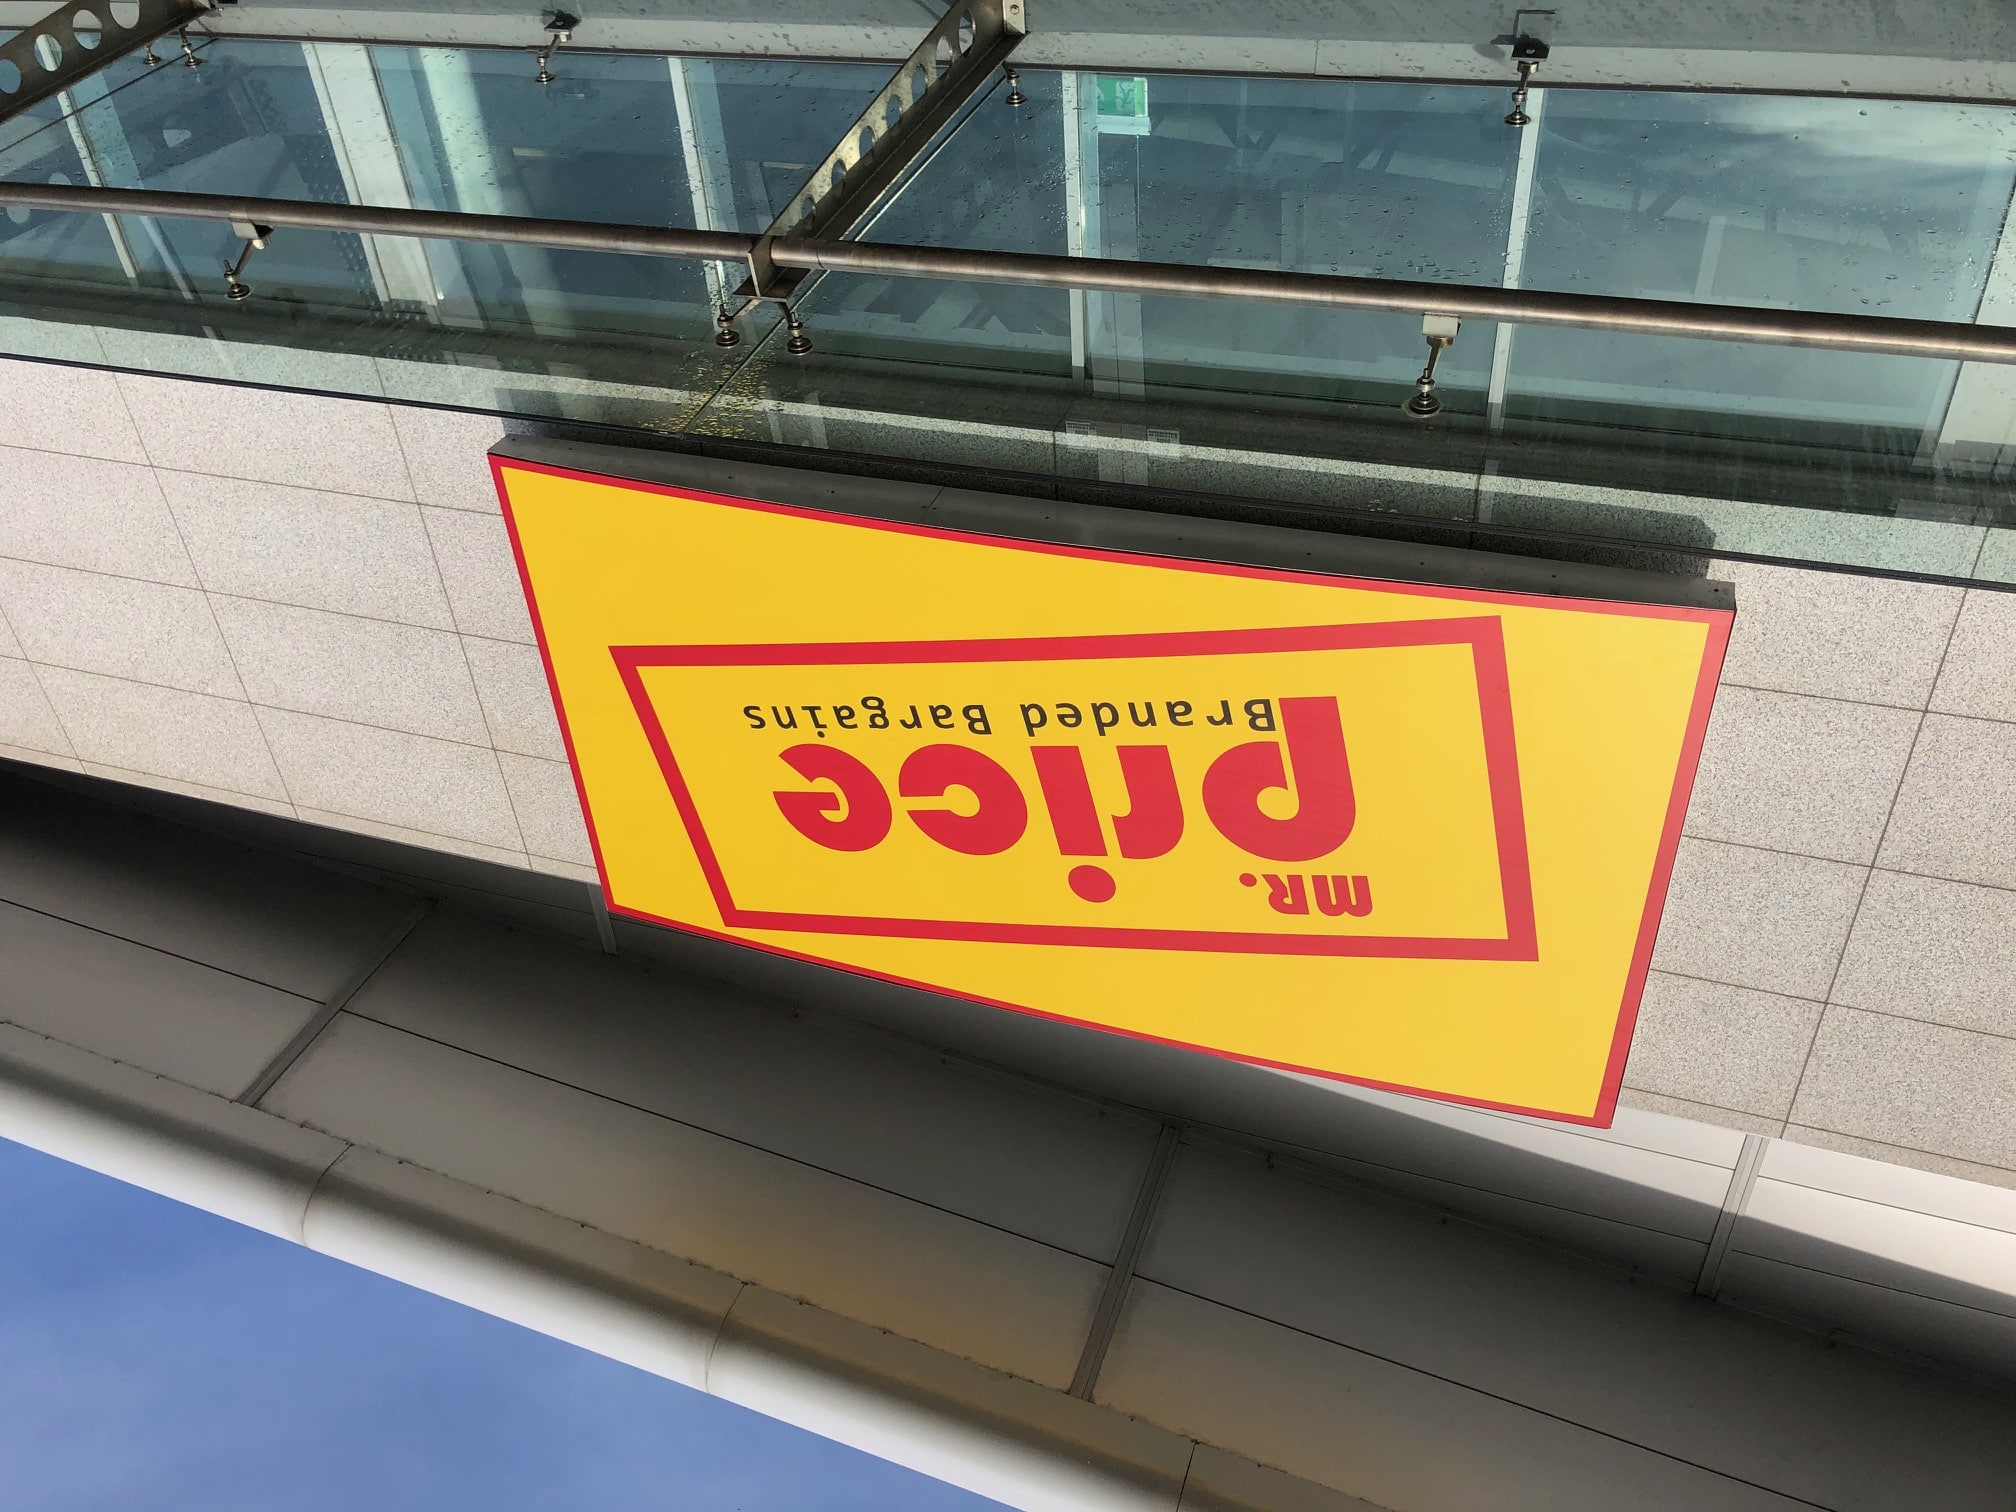 MR.
price
Branded Bargains